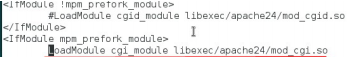 <IfModule !mpm_prefork_module>
#LoadModule cgid_module libexec/apache24/mod_cgid.so
</IfModule>
<IfModule mpm_prefork_module>
LoadModule cgi_module libexec/apache24/mod_cgi.so